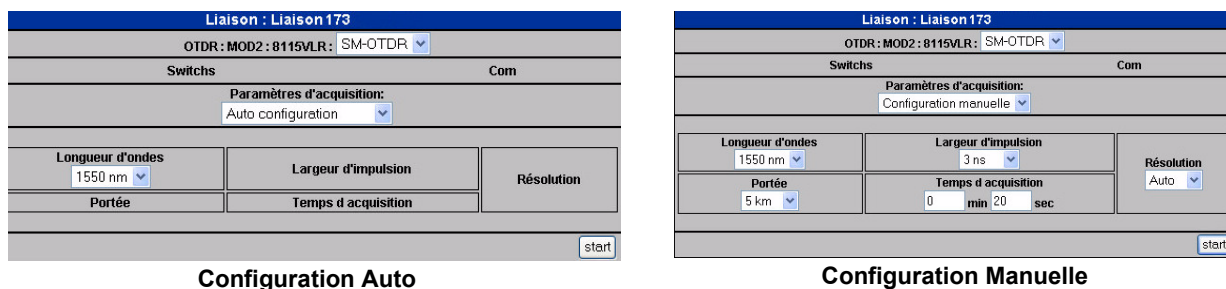 Liaison : Liaison 173
OTDR : MOD2 : 8115VLR : SM-OTDR
Switchs Com
Paramètres d'acquisition:
Auto configuration
Longueur d'ondes
1550 nm
Largeur d'impulsion
Résolution
Portée
Temps d acquisition
start
Configuration Auto
Liaison : Liaison 173
OTDR : MOD2 : 8115VLR : SM-OTDR
Switchs Com
Paramètres d'acquisition:
Configuration manuelle
Longueur d'ondes
1550 nm
Largeur d'impulsion
3 ns
Résolution
Auto
Portée
5 km
Temps d acquisition
0 min 20 sec
start
Configuration Manuelle